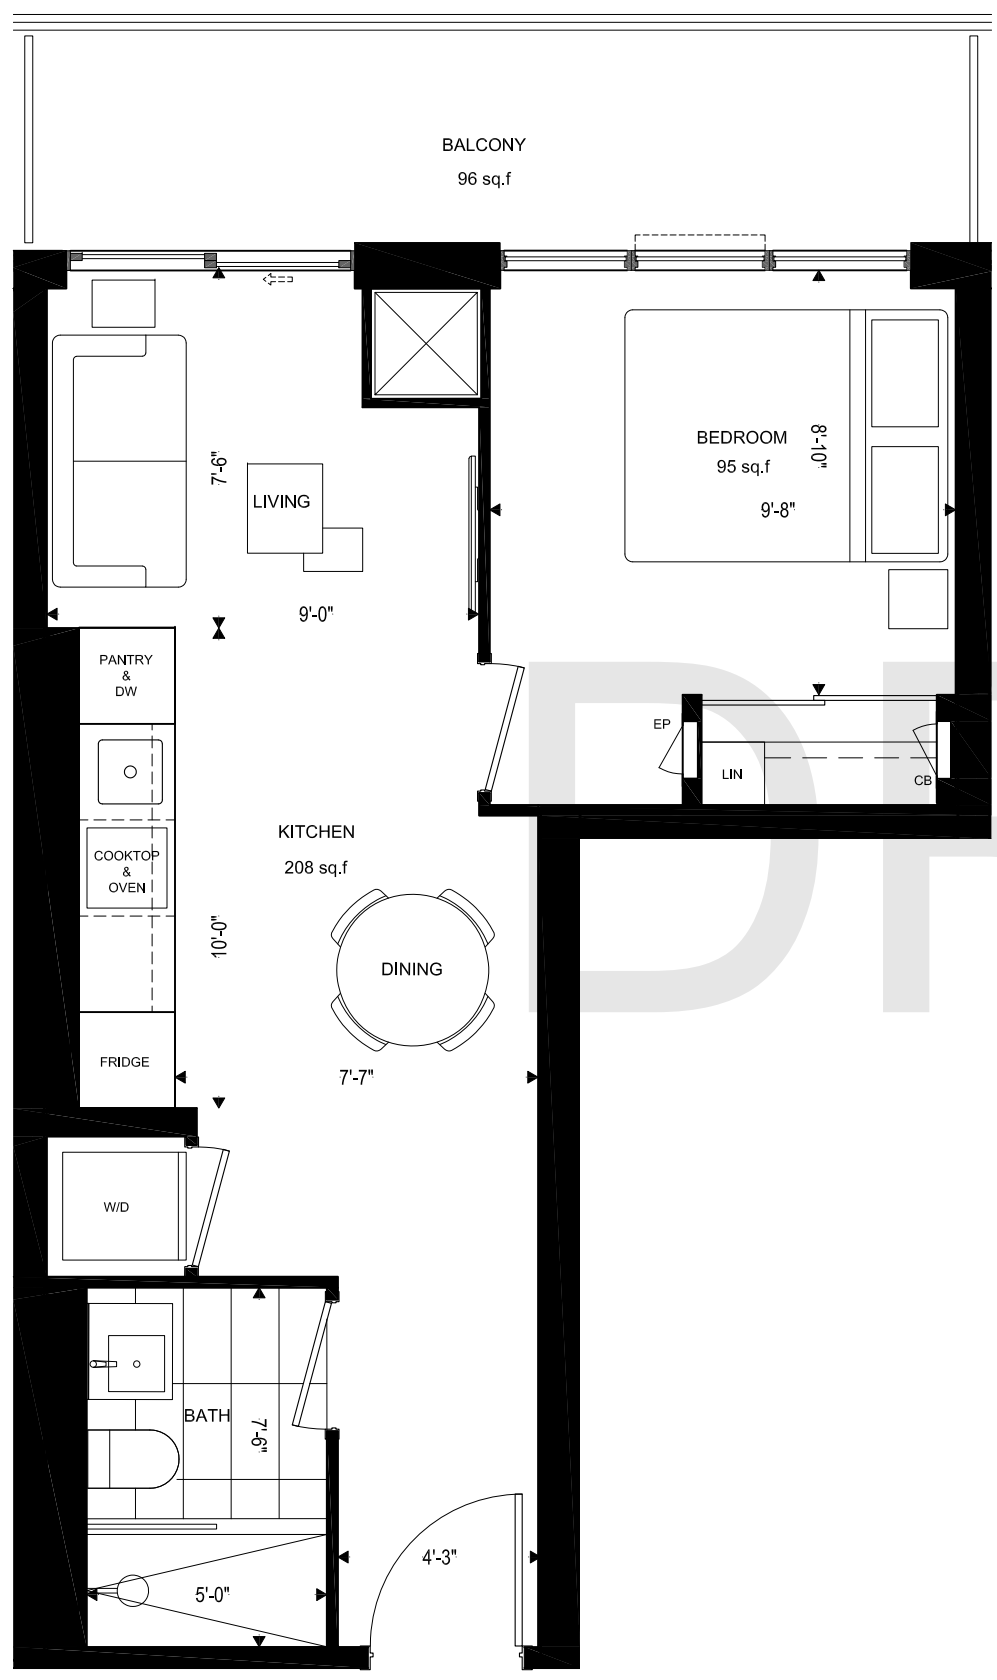 BALCONY
96 sq.f
BEDROOM
95 sq.f
8'-10"
9'-8"
7'-6"
LIVING
9'-0"
PANTRY
&
DW
EP
LIN
CB
KITCHEN
208 sq.f
COOKTOP
&
OVEN
10'-0"
DINING
FRIDGE
7'-7"
W/D
BATH
7'-6"
4'-3"
5'-0"